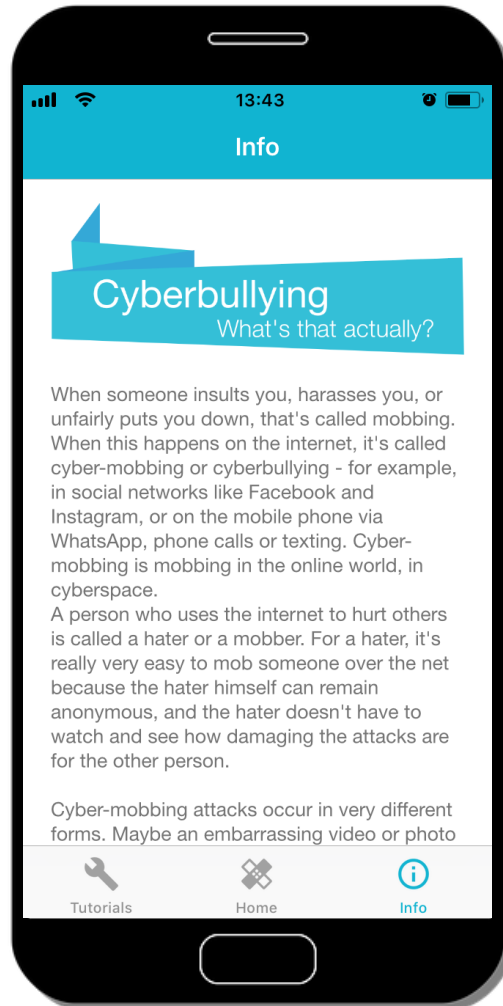 13:43
Info
Cyberbullying
What's that actually?
When someone insults you, harasses you, or
unfairly puts you down, that's called mobbing.
When this happens on the internet, it's called
cyber-mobbing or cyberbullying - for example,
in social networks like Facebook and
Instagram, or on the mobile phone via
WhatsApp, phone calls or texting. Cyber-
mobbing is mobbing in the online world, in
cyberspace.
A person who uses the internet to hurt others
is called a hater or a mobber. For a hater, it's
really very easy to mob someone over the net
because the hater himself can remain
anonymous, and the hater doesn't have to
watch and see how damaging the attacks are
for the other person.
Cyber-mobbing attacks occur in very different
forms. Maybe an embarrassing video or photo
Tutorials
Home
Info